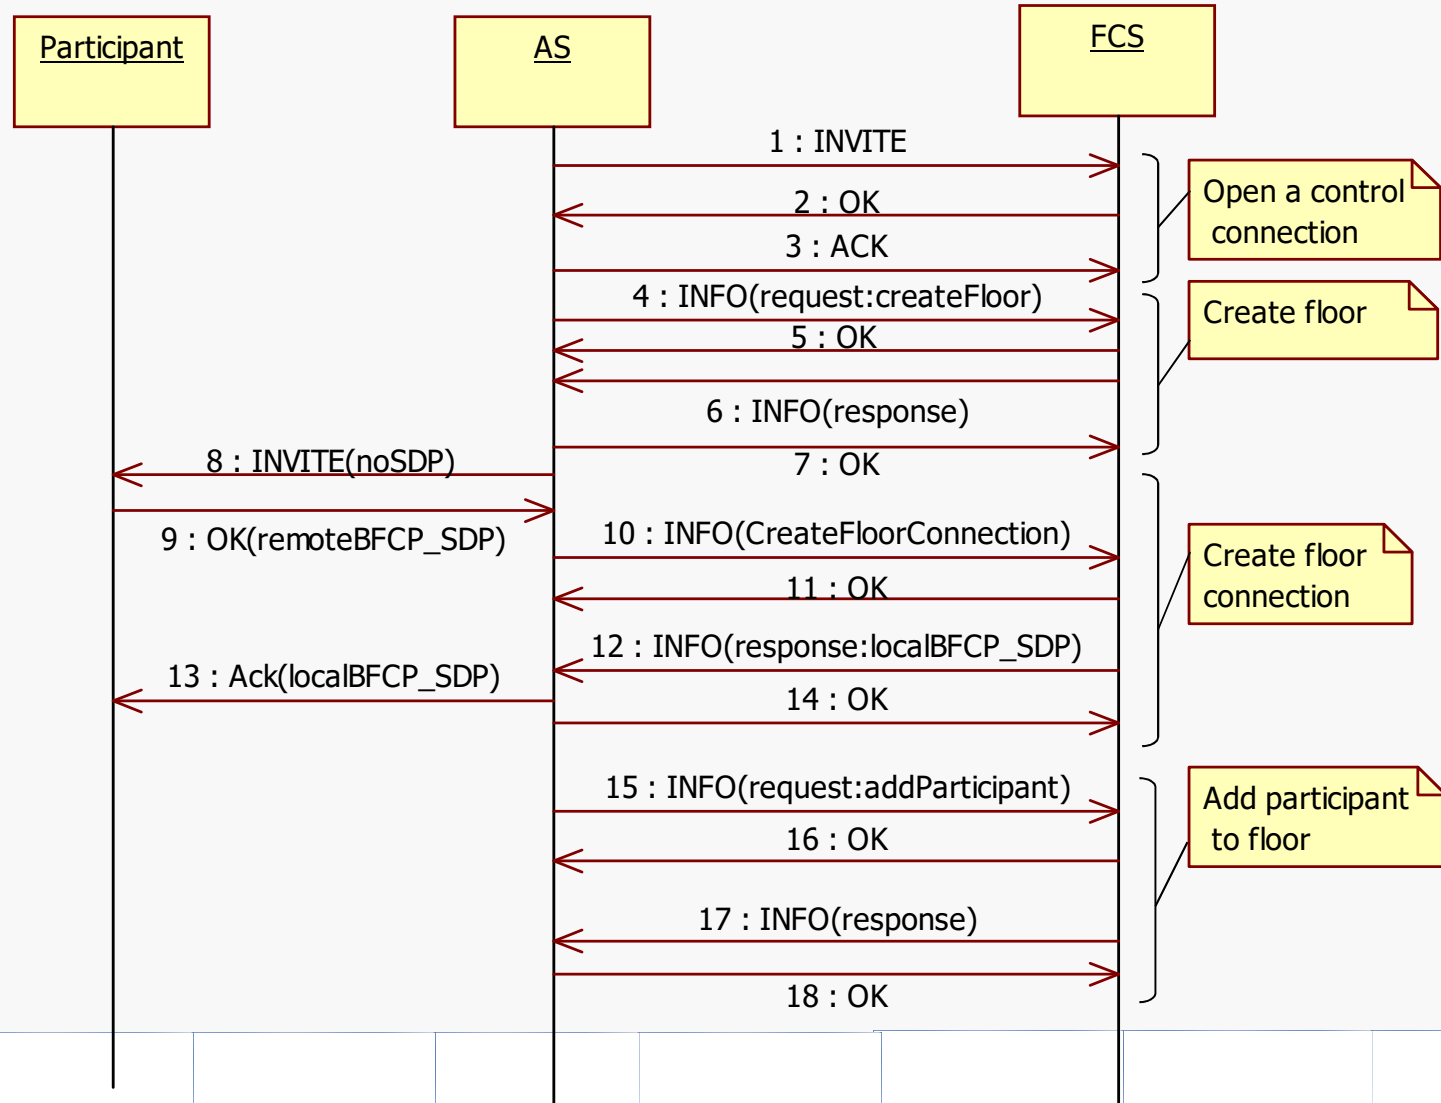 Participant
AS
FCS
1 : INVITE
2 : OK
3 : ACK
Open a control
connection
4 : INFO(request:createFloor)
5 : OK
Create floor
6 : INFO(response)
7 : OK
8 : INVITE(noSDP)
9 : OK(remoteBFCP_SDP)
10 : INFO(CreateFloorConnection)
11 : OK
Create floor
connection
12 : INFO(response:localBFCP_SDP)
13 : Ack(localBFCP_SDP)
14 : OK
15 : INFO(request:addParticipant)
16 : OK
Add participant
to floor
17 : INFO(response)
18 : OK